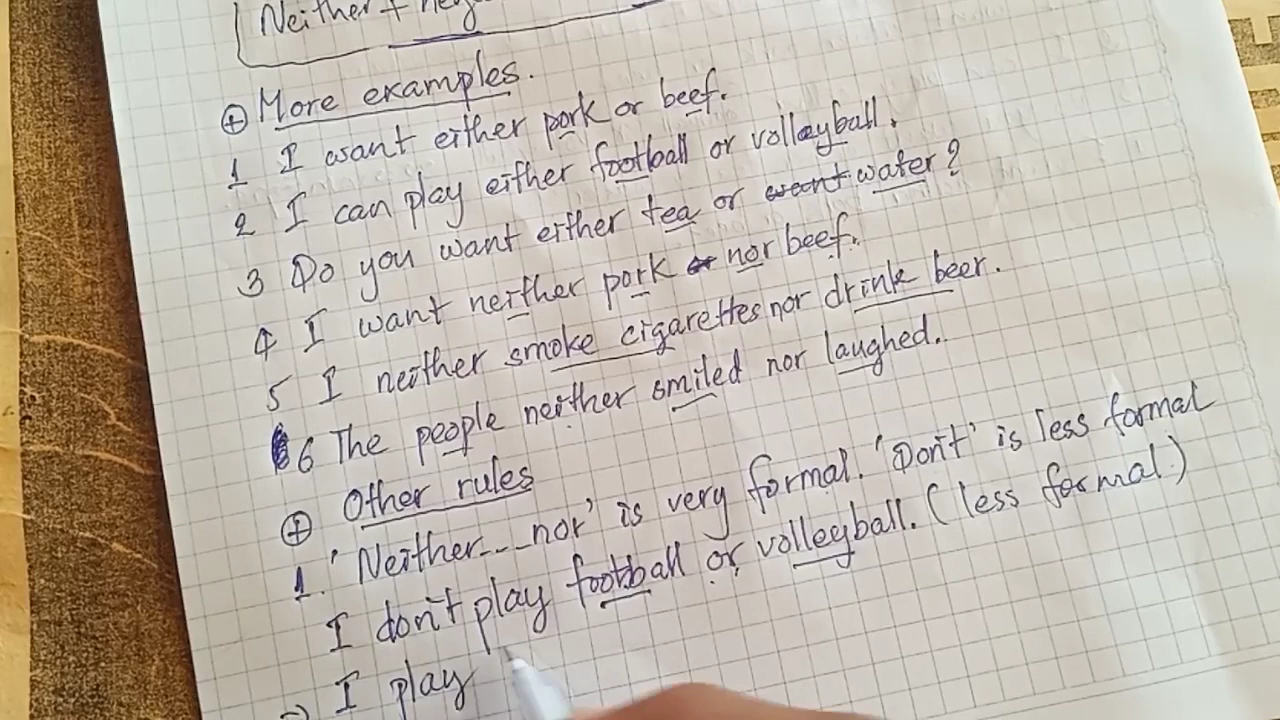 Neither + neg
⊕ More examples.
1 I want either pork or beef.
2 I can play either football or volleyball.
3 Do you want either tea or want water?
4 I want neither pork or nor beef.
5 I neither smoke cigarettes nor drink beer.
6 The people neither smiled nor laughed.
⊕ Other rules
1. 'Neither---nor' is very formal. 'Don't' is less formal
I don't play football or volleyball. (less formal)
I play